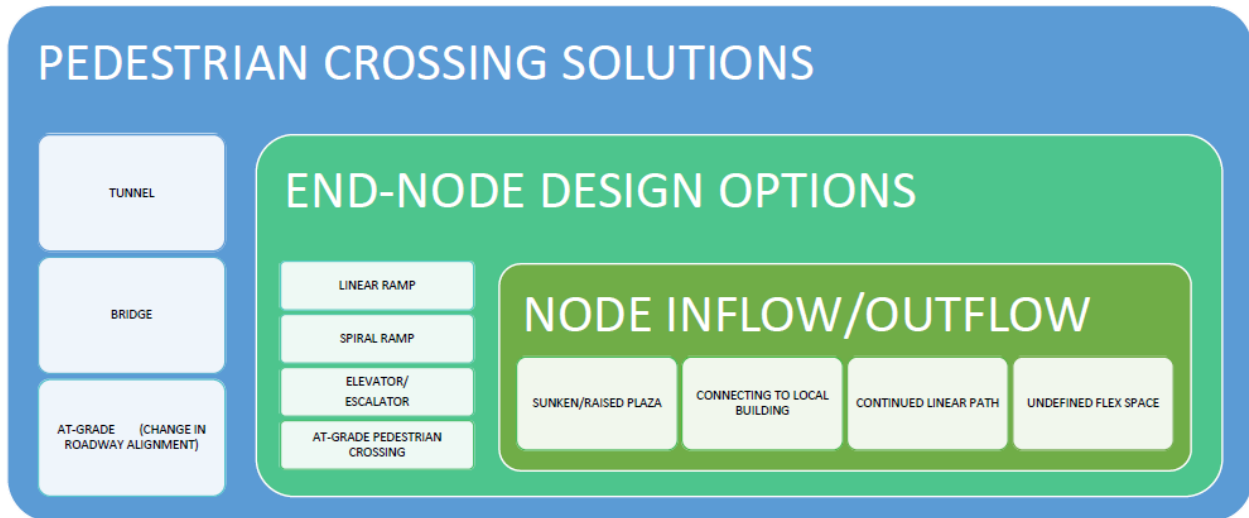 PEDESTRIAN CROSSING SOLUTIONS
TUNNEL
BRIDGE
AT-GRADE (CHANGE IN
ROADWAY ALIGNMENT)
END-NODE DESIGN OPTIONS
LINEAR RAMP
SPIRAL RAMP
ELEVATOR/
ESCALATOR
AT-GRADE PEDESTRIAN
CROSSING
NODE INFLOW/OUTFLOW
SUNKEN/RAISED PLAZA
CONNECTING TO LOCAL
BUILDING
CONTINUED LINEAR PATH
UNDEFINED FLEX SPACE